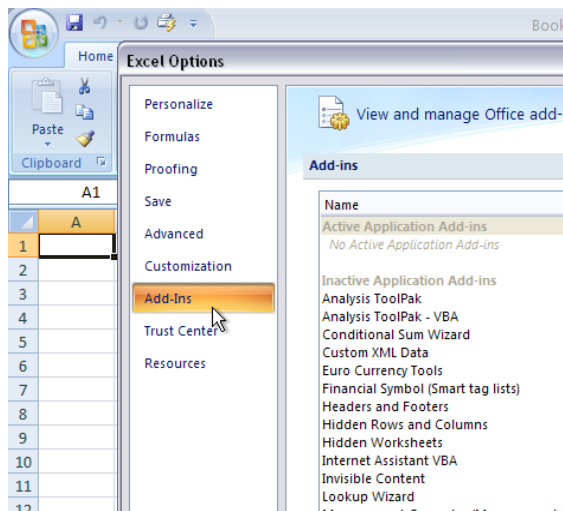 Book
Home
Excel Options
Paste
Clipboard
A1
A
1
2
3
4
5
6
7
8
9
10
11
12
Personalize
Formulas
Proofing
Save
Advanced
Customization
Add-Ins
Trust Center
Resources
View and manage Office add-
Add-ins
Name
Active Application Add-ins
No Active Application Add-ins
Inactive Application Add-ins
Analysis ToolPak
Analysis ToolPak - VBA
Conditional Sum Wizard
Custom XML Data
Euro Currency Tools
Financial Symbol (Smart tag lists)
Headers and Footers
Hidden Rows and Columns
Hidden Worksheets
Internet Assistant VBA
Invisible Content
Lookup Wizard